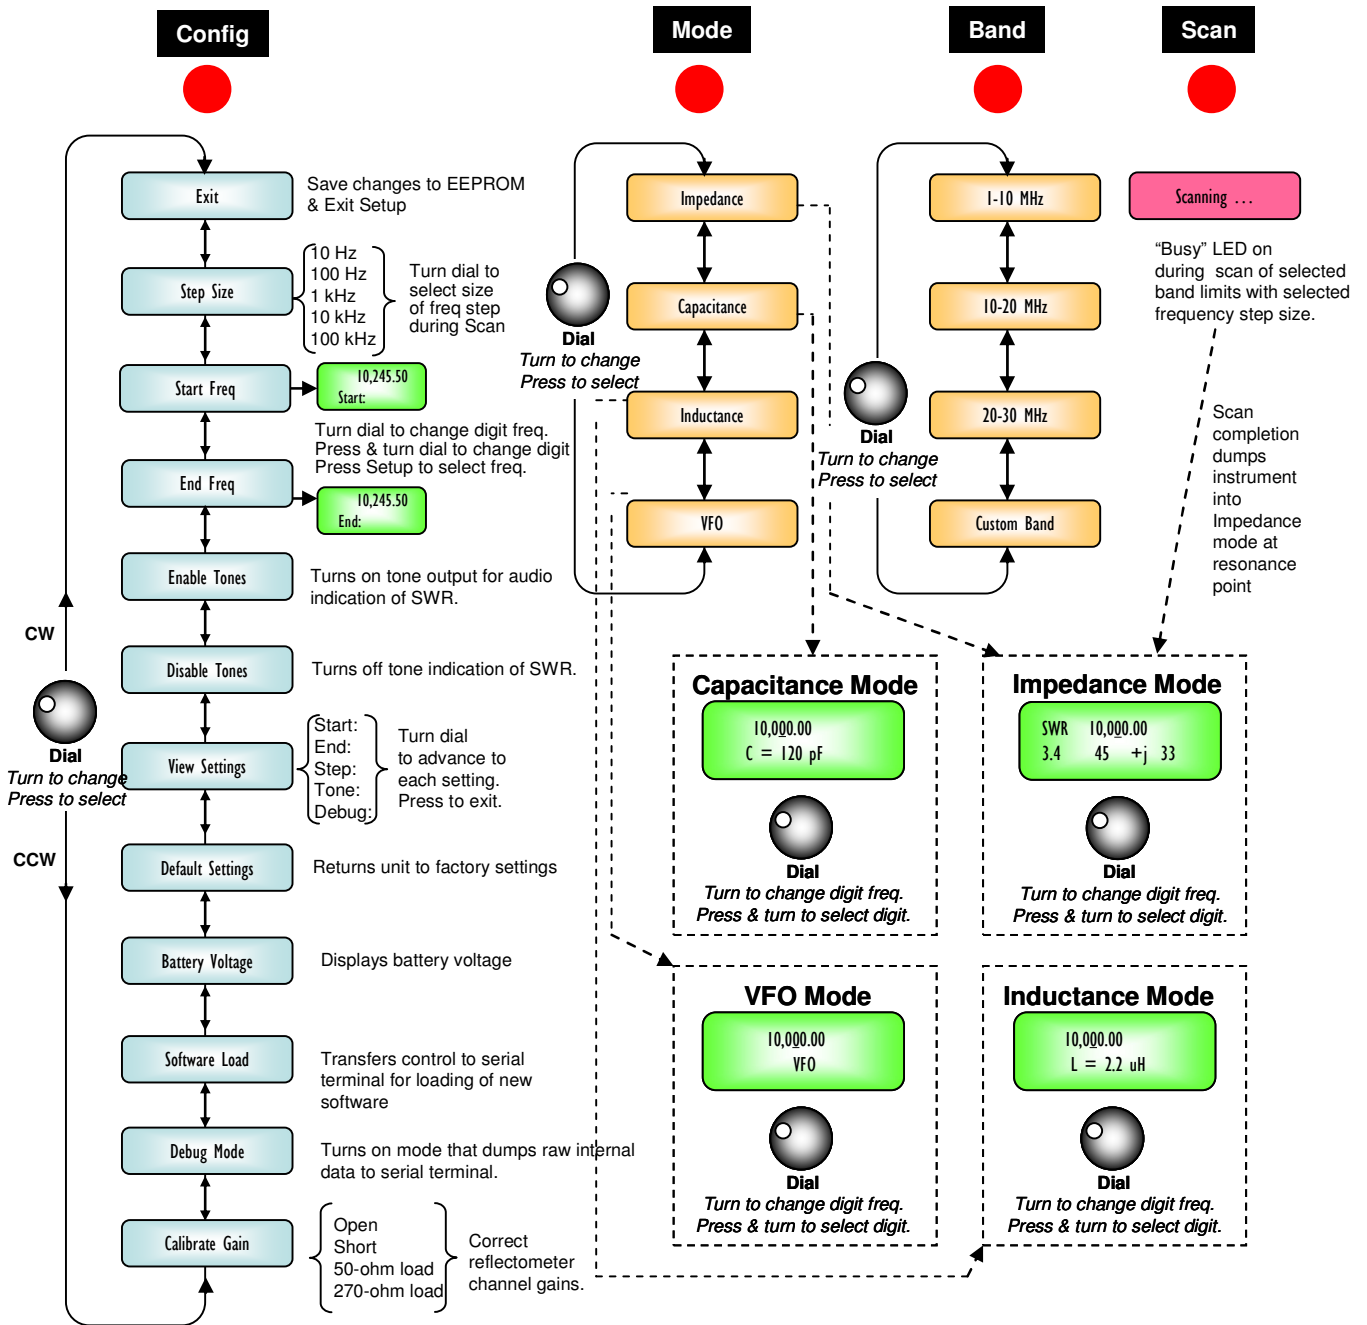 Config
Mode
Band
Scan
Exit
Save changes to EEPROM
& Exit Setup
Step Size
10 Hz
100 Hz
1 kHz
10 kHz
100 kHz
Turn dial to
select size
of freq step
during Scan
Start Freq
10,245.50
Start:
Turn dial to change digit freq.
Press & turn dial to change digit
Press Setup to select freq.
End Freq
10,245.50
End:
Enable Tones
Turns on tone output for audio
indication of SWR.
Disable Tones
Turns off tone indication of SWR.
View Settings
Start:
End:
Step:
Tone:
Debug:
Turn dial
to advance to
each setting.
Press to exit.
Default Settings
Returns unit to factory settings
Battery Voltage
Displays battery voltage
Software Load
Transfers control to serial
terminal for loading of new
software
Debug Mode
Turns on mode that dumps raw internal
data to serial terminal.
Calibrate Gain
Open
Short
50-ohm load
270-ohm load
Correct
reflectometer
channel gains.
CW
Dial
Turn to change
Press to select
CCW
Impedance
Capacitance
Inductance
VFO
Dial
Turn to change
Press to select
1-10 MHz
10-20 MHz
20-30 MHz
Custom Band
Dial
Turn to change
Press to select
Scanning ...
“Busy” LED on
during scan of selected
band limits with selected
frequency step size.
Scan
completion
dumps
instrument
into
Impedance
mode at
resonance
point
Capacitance Mode
10,000.00
C = 120 pF
Dial
Turn to change digit freq.
Press & turn to select digit.
Impedance Mode
SWR 10,000.00
3.4 45 +j 33
Dial
Turn to change digit freq.
Press & turn to select digit.
VFO Mode
10,000.00
VFO
Dial
Turn to change digit freq.
Press & turn to select digit.
Inductance Mode
10,000.00
L = 2.2 uH
Dial
Turn to change digit freq.
Press & turn to select digit.